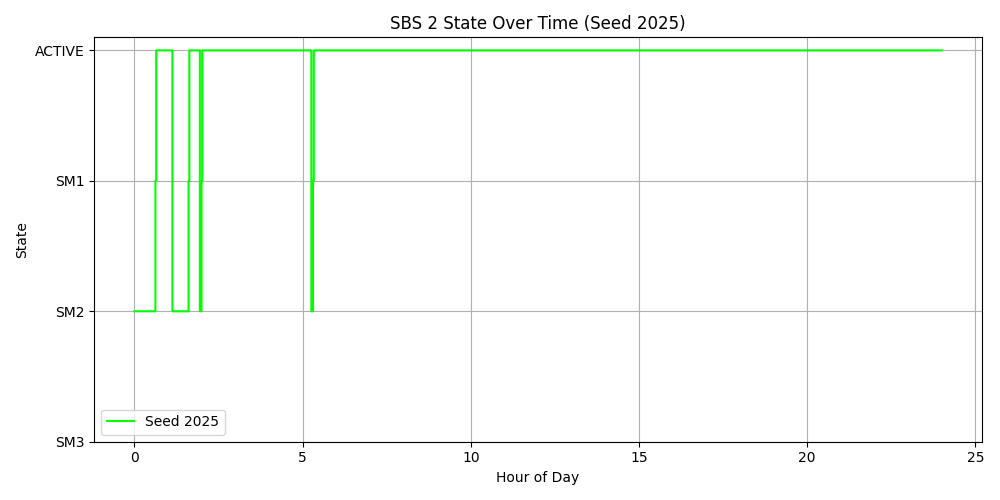 SBS 2 State Over Time (Seed 2025)
ACTIVE
SM1
SM2
SM3
State
Seed 2025
0 5 10 15 20 25
Hour of Day